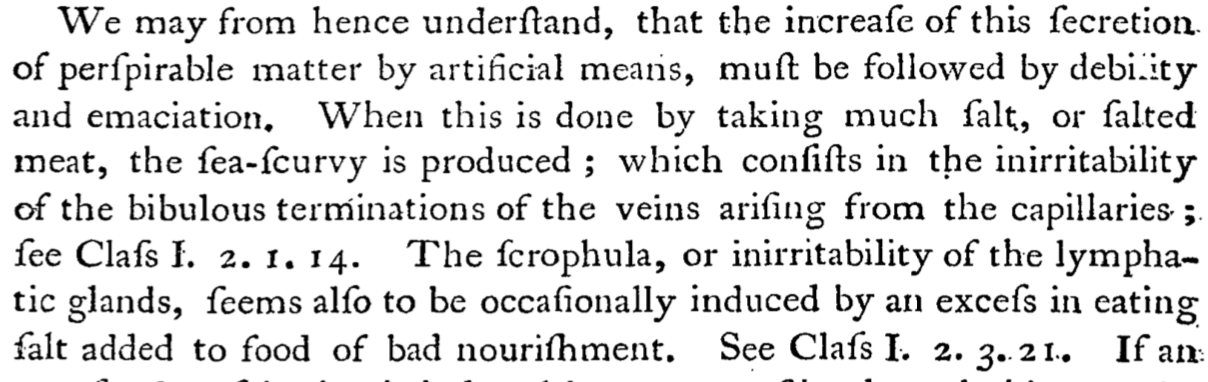 We may from hence underſtand, that the increaſe of this ſecretion
of perſpirable matter by artificial means, muſt be followed by debility
and emaciation. When this is done by taking much ſalt, or ſalted
meat, the ſea-ſcurvy is produced ; which conſiſts in the inirritability
of the bibulous terminations of the veins ariſing from the capillaries ;
ſee Claſs I. 2. 1. 14. The ſcrophula, or inirritability of the lympha-
tic glands, ſeems alſo to be occaſionally induced by an exceſs in eating
ſalt added to food of bad nouriſhment. See Claſs I. 2. 3. 21. If an